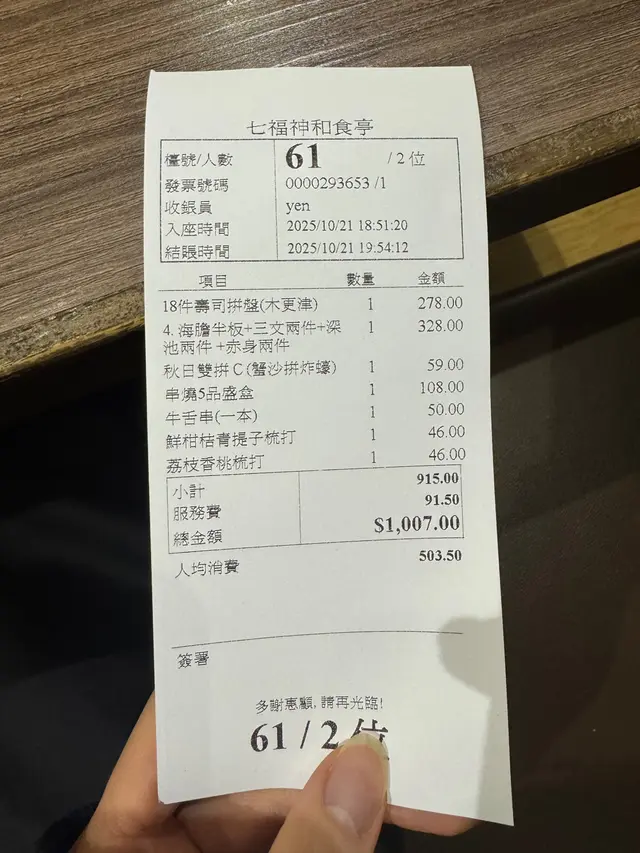 七福神和食亭
檯號/人數 61 / 2 位
發票號碼 0000293653 /1
收銀員 yen
入座時間 2025/10/21 18:51:20
結賬時間 2025/10/21 19:54:12
項目 數量 金額
18件壽司拼盤(木更津) 1 278.00
4. 海膽半板+三文兩件+深 1 328.00
池兩件 +赤身兩件
秋日雙拼C(蟹沙拼炸蠔) 1 59.00
串燒5品盛盒 1 108.00
牛舌串(一本) 1 50.00
鮮柑桔青提子梳打 1 46.00
荔枝香桃梳打 1 46.00
小計 915.00
服務費 91.50
總金額 $1,007.00
人均消費 503.50
簽署
多謝惠顧, 請再光臨!
61 / 2 位